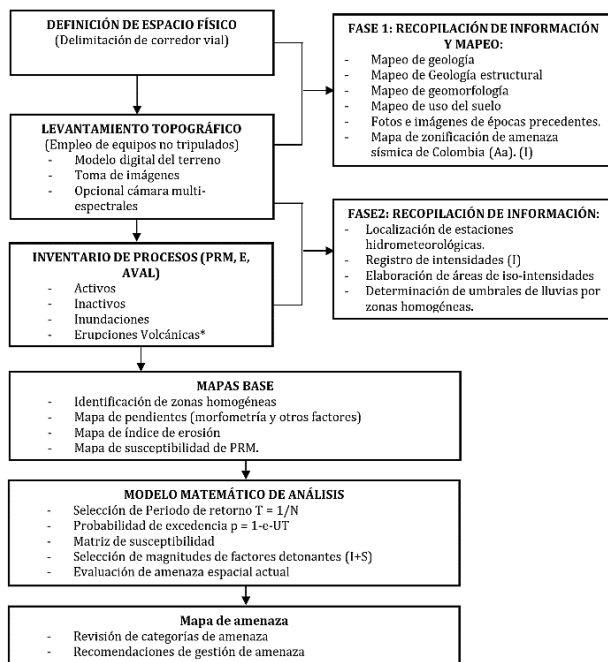 DEFINICIÓN DE ESPACIO FÍSICO
(Delimitación de corredor vial)
LEVANTAMIENTO TOPOGRÁFICO
(Empleo de equipos no tripulados)
- Modelo digital del terreno
- Toma de imágenes
- Opcional cámara multi-
espectrales
INVENTARIO DE PROCESOS (PRM, E,
AVAL)
- Activos
- Inactivos
- Inundaciones
- Erupciones Volcánicas*
FASE 1: RECOPILACIÓN DE INFORMACIÓN
Y MAPEO:
- Mapeo de geología
- Mapeo de Geología estructural
- Mapeo de geomorfología
- Mapeo de uso del suelo
- Fotos e imágenes de épocas precedentes.
- Mapa de zonificación de amenaza
sísmica de Colombia (Aa). (I)
FASE2: RECOPILACIÓN DE INFORMACIÓN:
- Localización de estaciones
hidrometeorológicas.
- Registro de intensidades (I)
- Elaboración de áreas de iso-intensidades
- Determinación de umbrales de lluvias por
zonas homogéneas.
MAPAS BASE
- Identificación de zonas homogéneas
- Mapa de pendientes (morfometría y otros factores)
- Mapa de índice de erosión
- Mapa de susceptibilidad de PRM.
MODELO MATEMÁTICO DE ANÁLISIS
- Selección de Periodo de retorno T = 1/N
- Probabilidad de excedencia p = 1-e-UT
- Matriz de susceptibilidad
- Selección de magnitudes de factores detonantes (I+S)
- Evaluación de amenaza espacial actual
Mapa de amenaza
- Revisión de categorías de amenaza
- Recomendaciones de gestión de amenaza